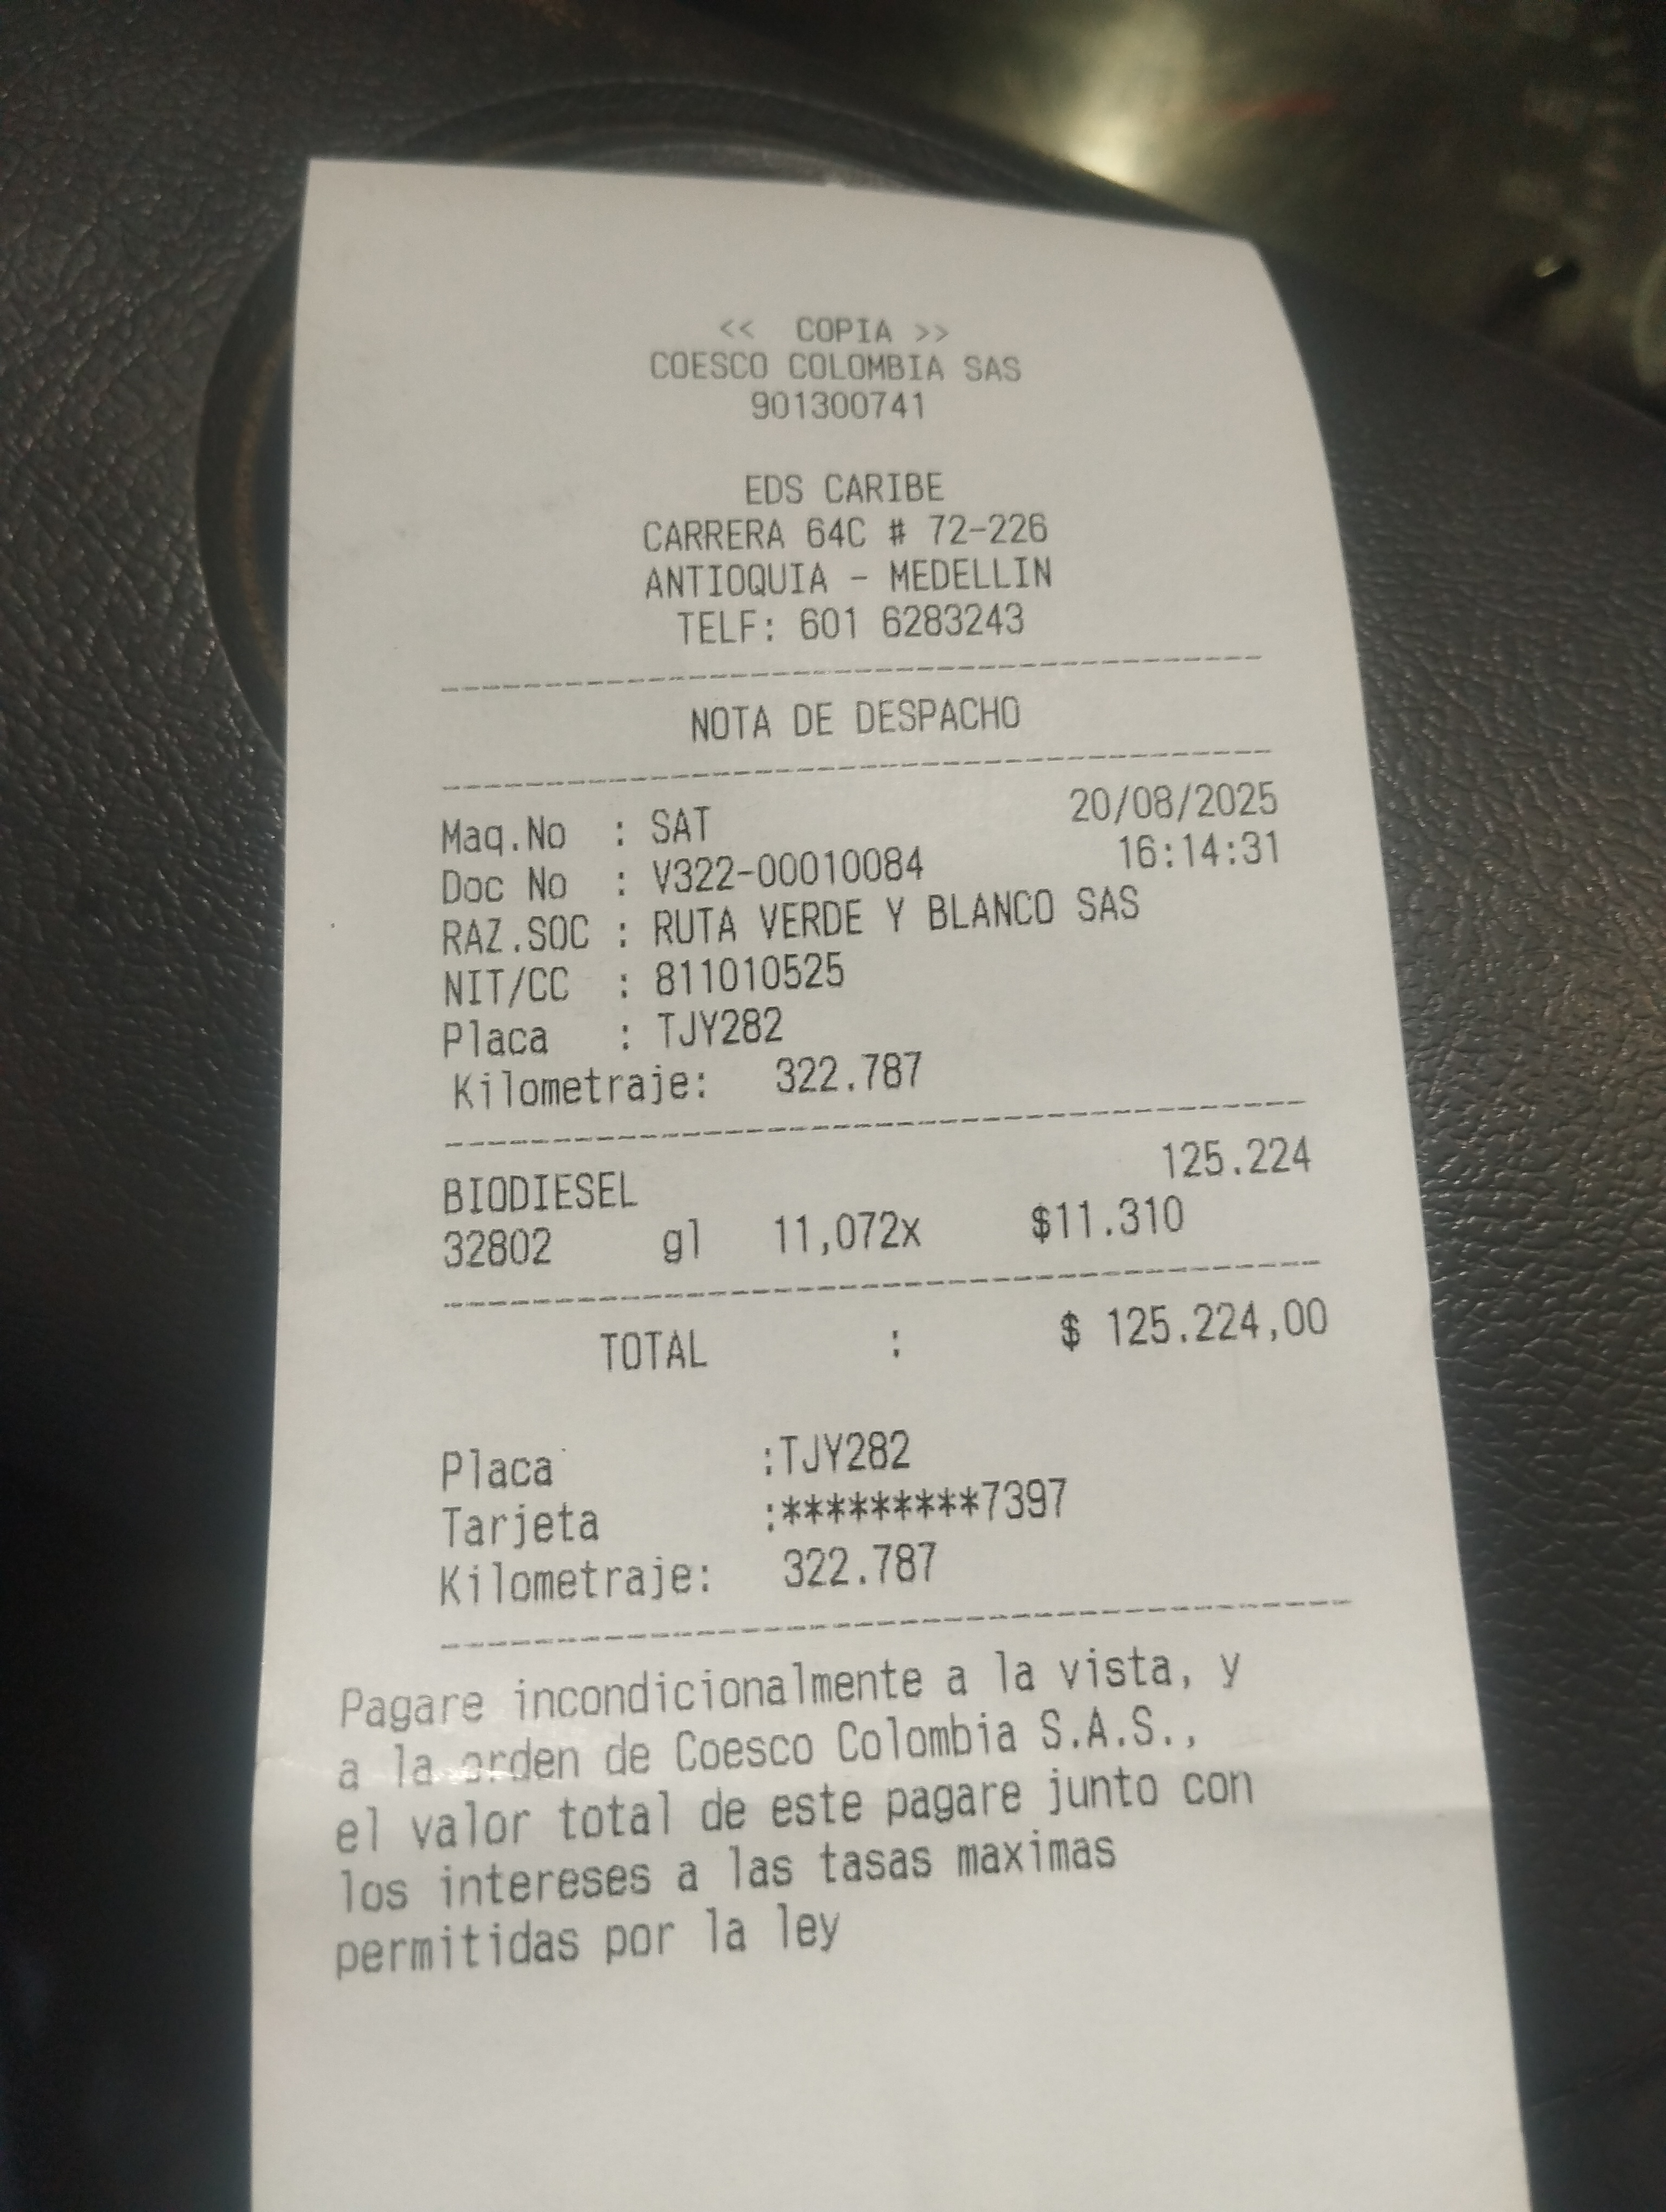 << COPIA >>
COESCO COLOMBIA SAS
901300741
EDS CARIBE
CARRERA 64C # 72-226
ANTIOQUIA - MEDELLIN
TELF: 601 6283243
NOTA DE DESPACHO
Maq.No : SAT 20/08/2025
Doc No : V322-00010084 16:14:31
RAZ.SOC : RUTA VERDE Y BLANCO SAS
NIT/CC : 811010525
Placa : TJY282
Kilometraje: 322.787
BIODIESEL 125.224
32802 gl 11,072x $11.310
TOTAL : $ 125.224,00
Placa :TJY282
Tarjeta :*********7397
Kilometraje: 322.787
Pagare incondicionalmente a la vista, y
a la orden de Coesco Colombia S.A.S.,
el valor total de este pagare junto con
los intereses a las tasas maximas
permitidas por la ley